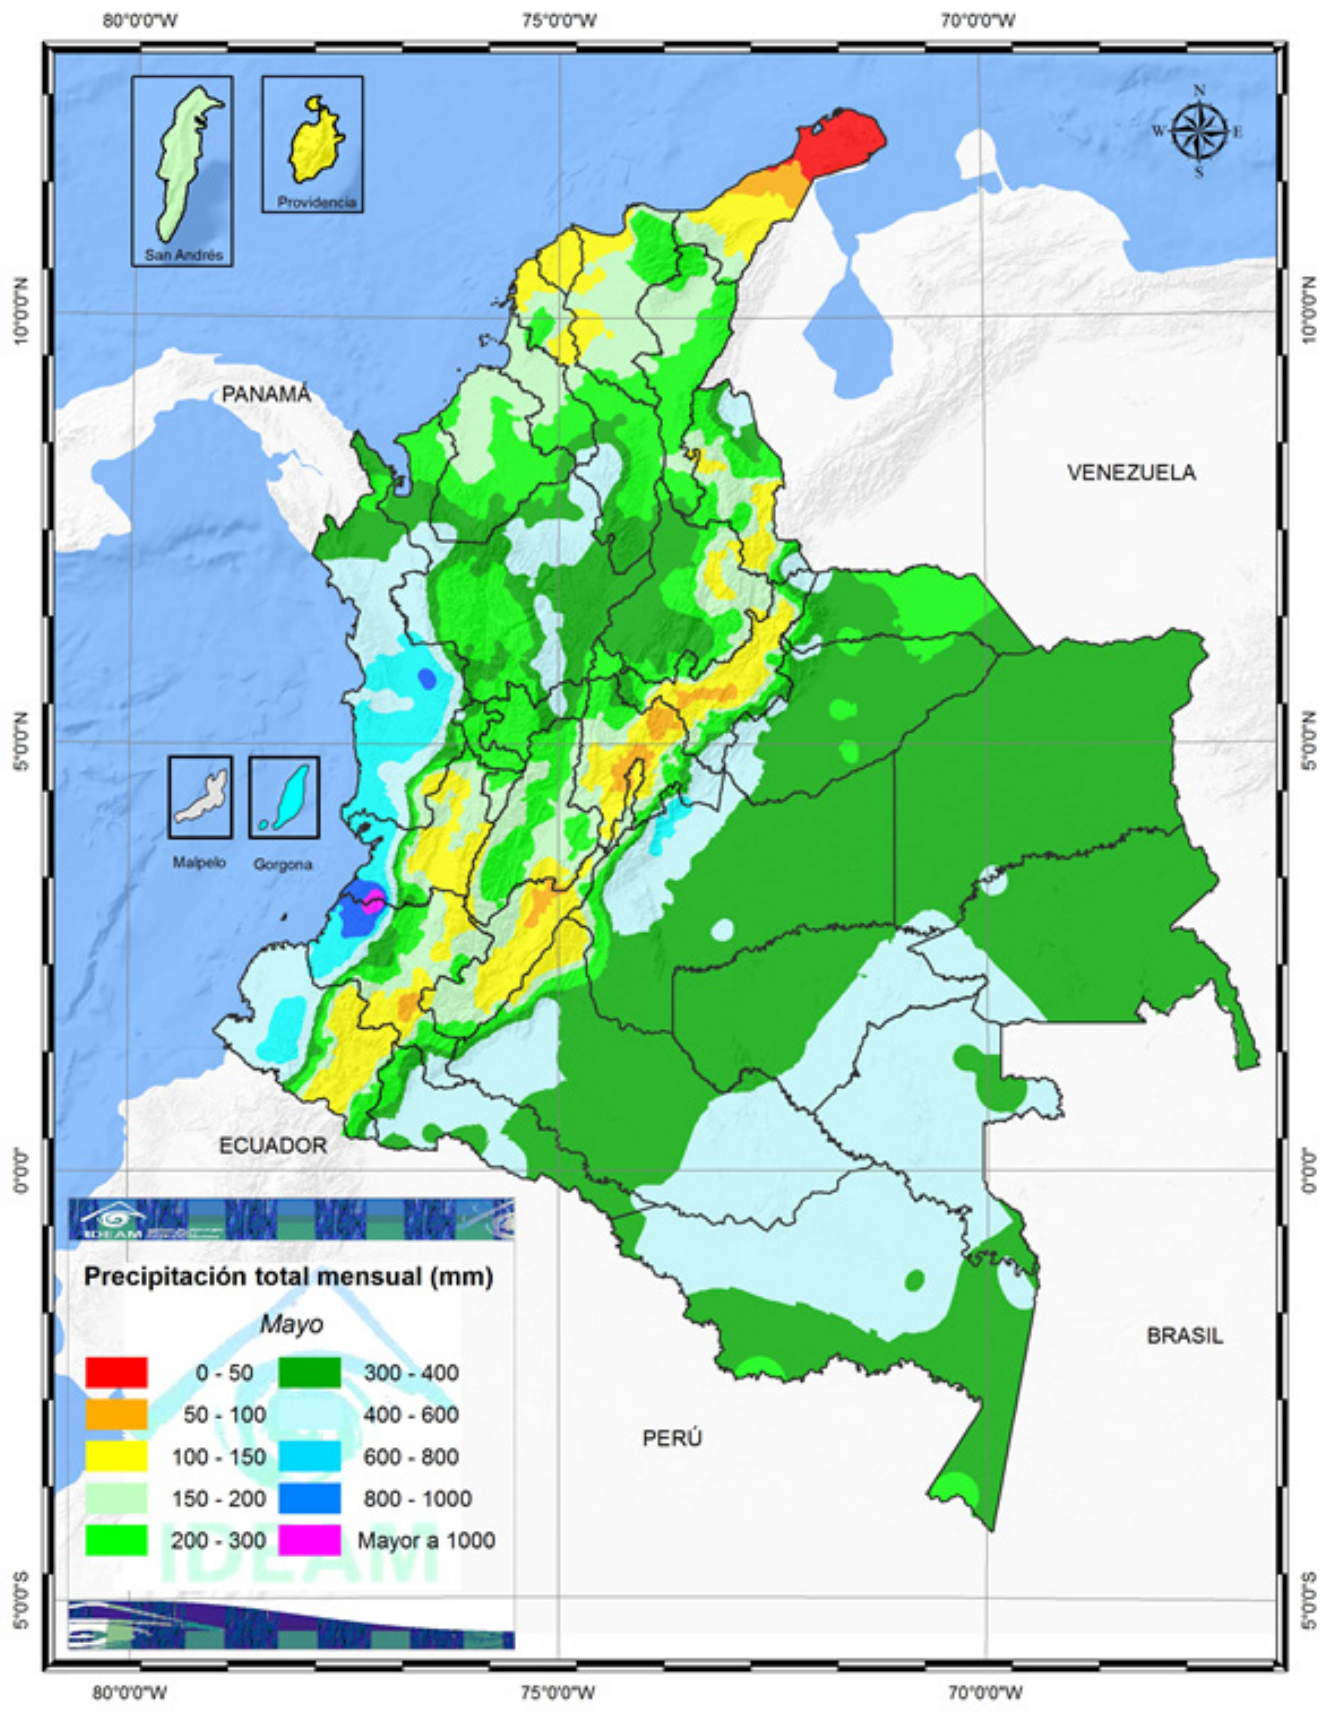 80°0'0"W 75°0'0"W 70°0'0"W
N
W E
S
San Andrés
Providencia
10°0'0"N 10°0'0"N
PANAMÁ
VENEZUELA
5°0'0"N 5°0'0"N
Malpelo Gorgona
ECUADOR
0°0'0" 0°0'0"
IDEAM
Precipitación total mensual (mm)
Mayo
0 - 50 300 - 400
50 - 100 400 - 600
100 - 150 600 - 800
150 - 200 800 - 1000
200 - 300 Mayor a 1000
IDEAM
BRASIL
PERÚ
5°0'0"S 5°0'0"S
80°0'0"W 75°0'0"W 70°0'0"W